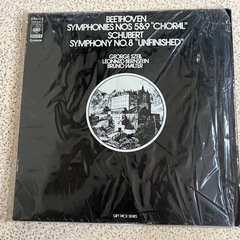 BEETHOVEN
SYMPHONIES NOS 5&9 "CHORAL"
SCHUBERT
SYMPHONY NO.8 "UNFINISHED"
GEORGE SZELL
LEONARD BERNSTEIN
BRUNO WALTER
GIFT PACK SERIES